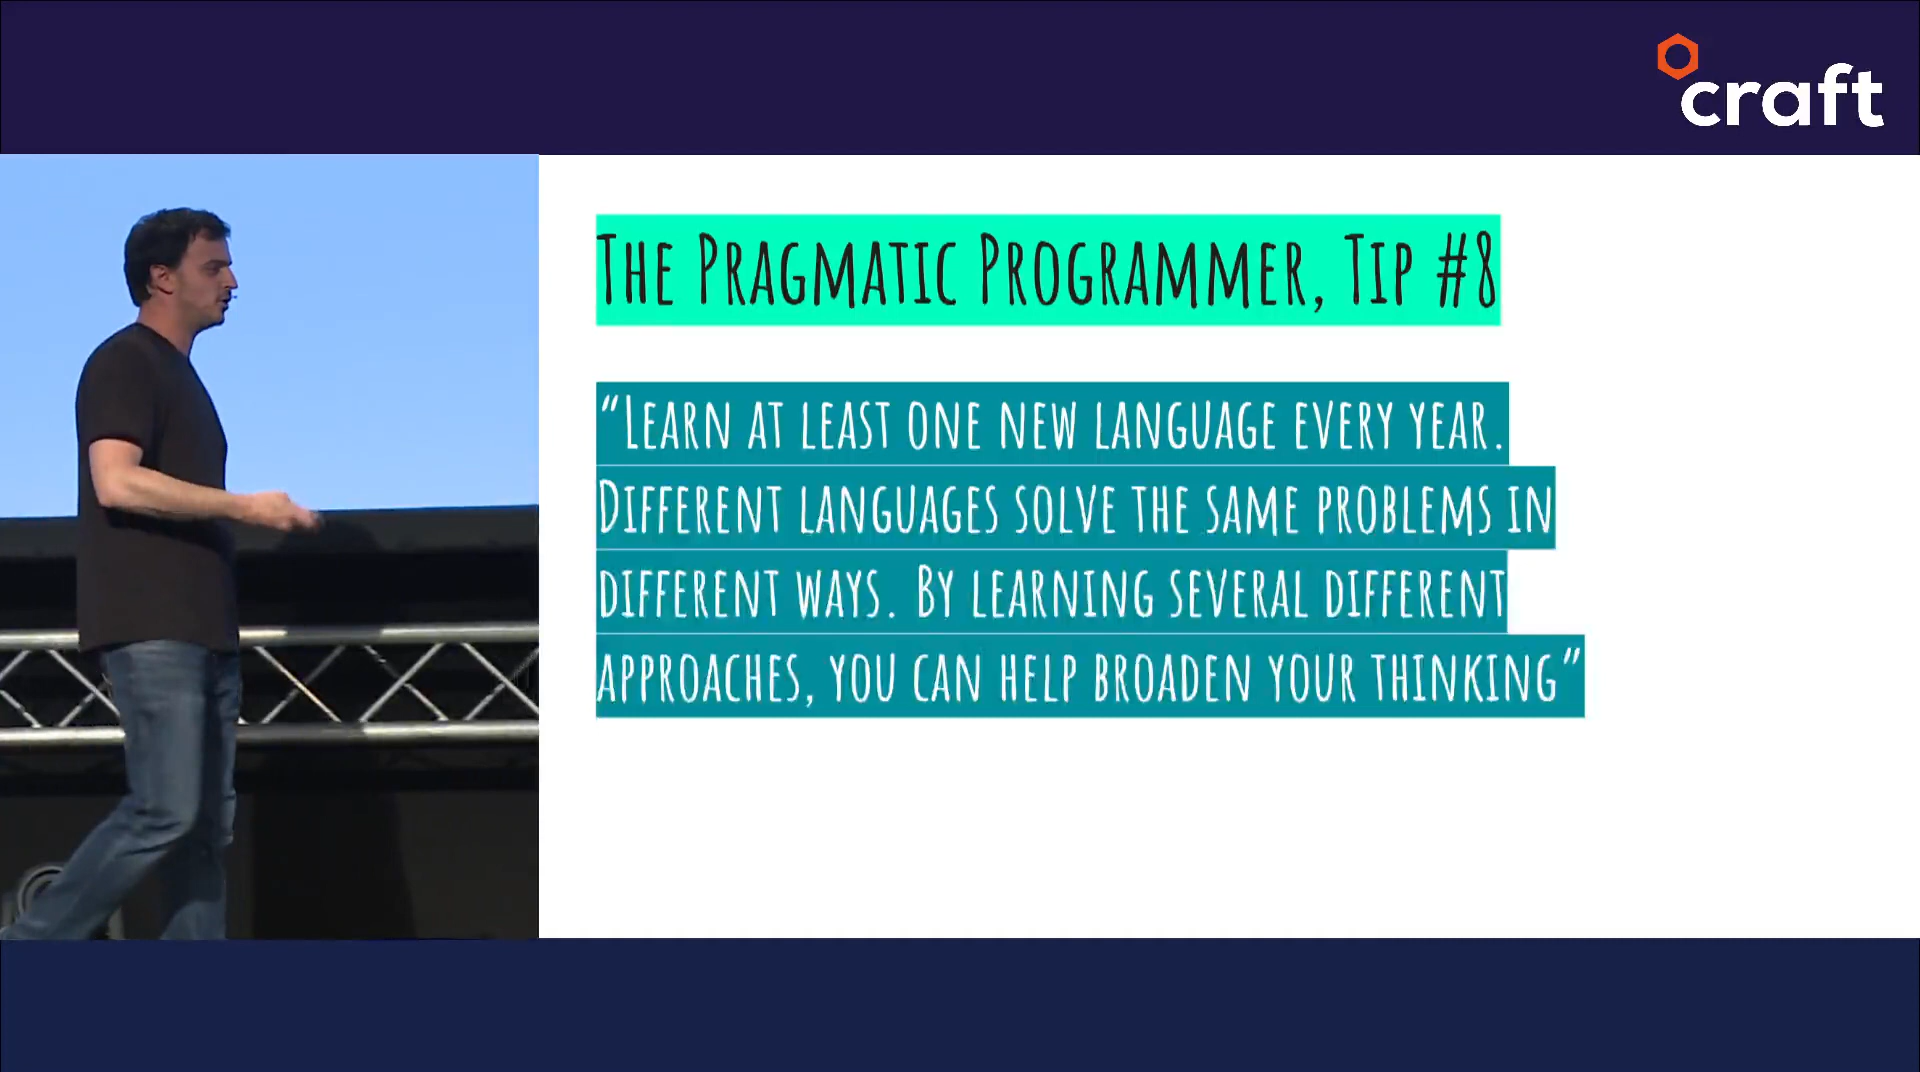 craft
The Pragmatic Programmer, Tip #8
“Learn at least one new language every year.
Different languages solve the same problems in
different ways. By learning several different
approaches, you can help broaden your thinking”